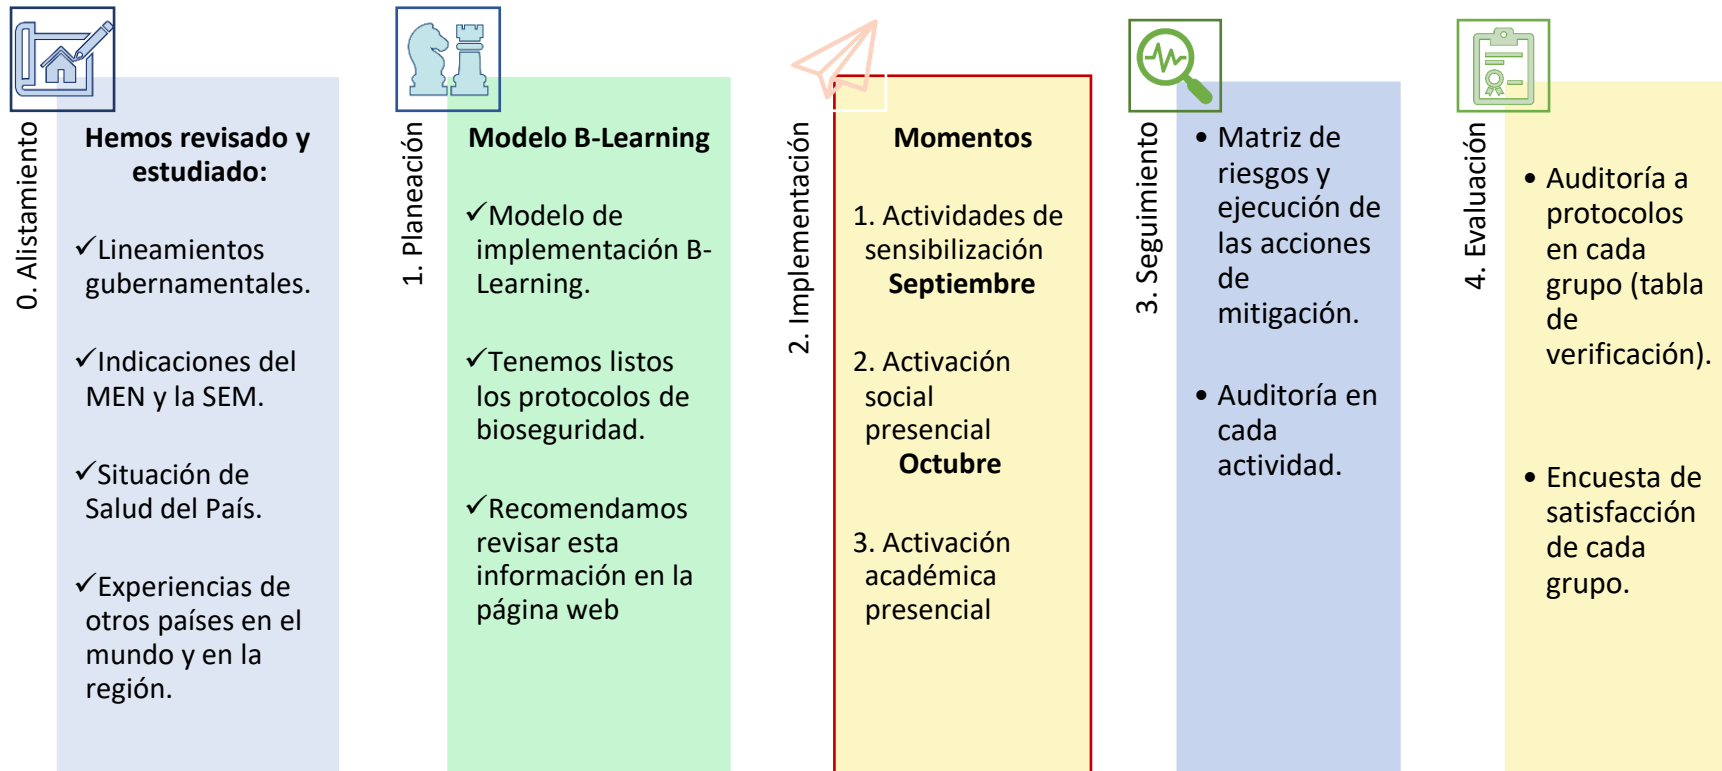 0. Alistamiento
Hemos revisado y
estudiado:
✓Lineamientos
gubernamentales.
✓Indicaciones del
MEN y la SEM.
✓Situación de
Salud del País.
✓Experiencias de
otros países en el
mundo y en la
región.
1. Planeación
Modelo B-Learning
✓Modelo de
implementación B-
Learning.
✓Tenemos listos
los protocolos de
bioseguridad.
✓Recomendamos
revisar esta
información en la
página web
2. Implementación
Momentos
1. Actividades de
sensibilización
Septiembre
2. Activación
social
presencial
Octubre
3. Activación
académica
presencial
3. Seguimiento
• Matriz de
riesgos y
ejecución de
las acciones
de
mitigación.
• Auditoría en
cada
actividad.
4. Evaluación
• Auditoría a
protocolos
en cada
grupo (tabla
de
verificación).
• Encuesta de
satisfacción
de cada
grupo.